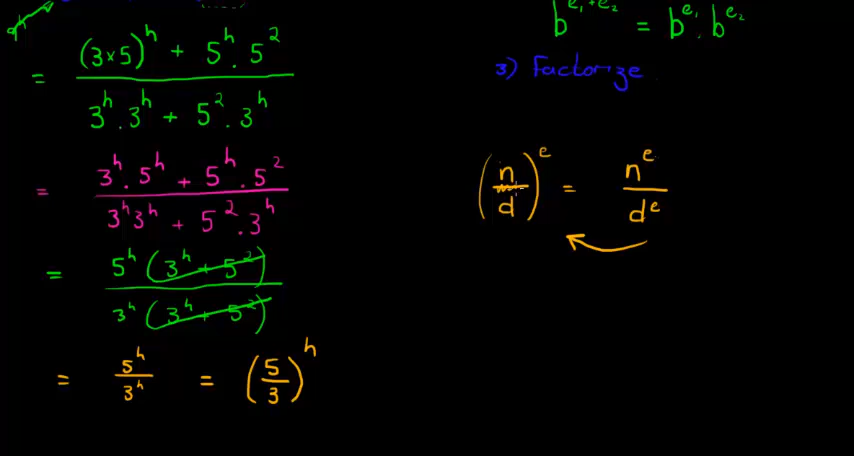 = ((3×5)^h + 5^h . 5^2) / (3^h . 3^h + 5^2 . 3^h)
= (3^h . 5^h + 5^h . 5^2) / (3^h 3^h + 5^2 . 3^h)
= 5^h (3^h + 5^2) / 3^h (3^h + 5^2)
= 5^h / 3^h = (5/3)^h
b^(e₁+e₂) = b^e₁ . b^e₂
3) Factorize
(n/d)^e = n^e / d^e